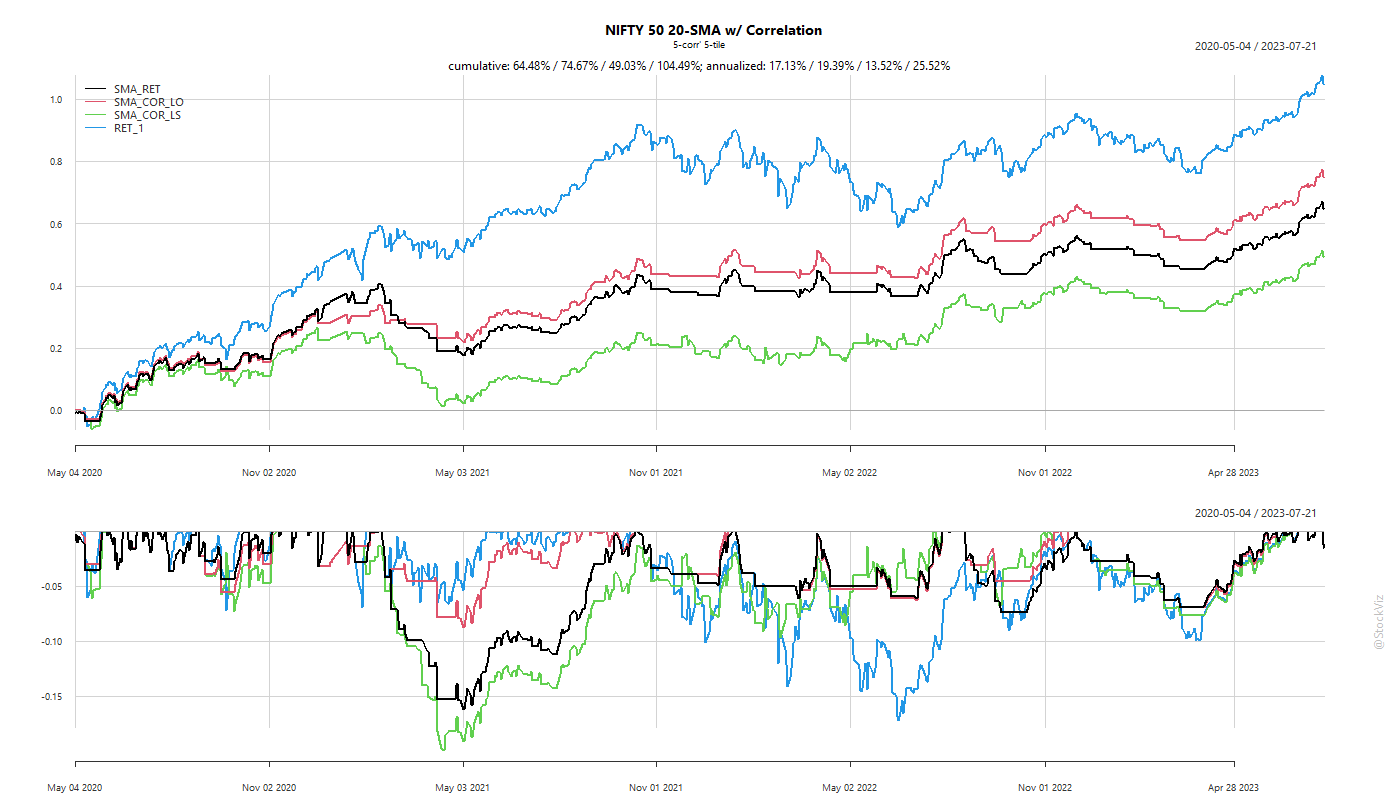 NIFTY 50 20-SMA w/ Correlation
5-corr' 5-tile
2020-05-04 / 2023-07-21
cumulative: 64.48% / 74.67% / 49.03% / 104.49%; annualized: 17.13% / 19.39% / 13.52% / 25.52%
SMA_RET
SMA_COR_LO
SMA_COR_LS
RET_1
1.0
0.8
0.6
0.4
0.2
0.0
May 04 2020 Nov 02 2020 May 03 2021 Nov 01 2021 May 02 2022 Nov 01 2022 Apr 28 2023
2020-05-04 / 2023-07-21
-0.05
-0.10
-0.15
May 04 2020 Nov 02 2020 May 03 2021 Nov 01 2021 May 02 2022 Nov 01 2022 Apr 28 2023
@StockViz